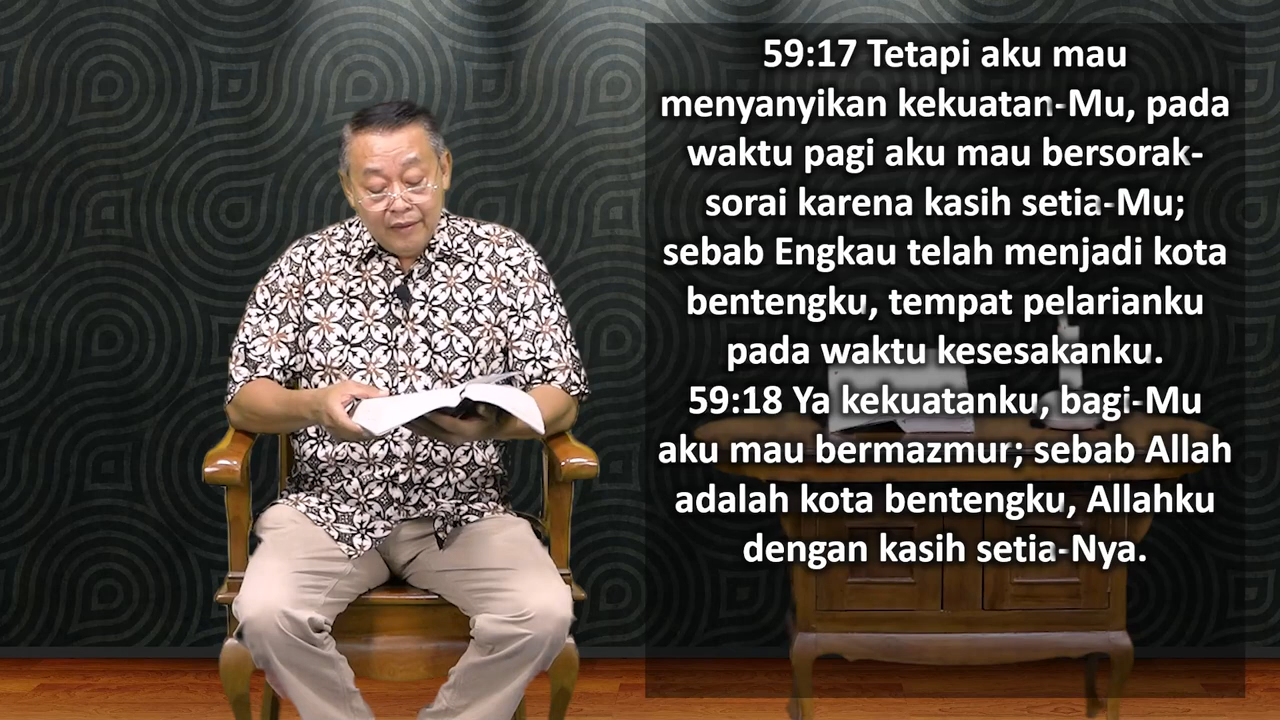 59:17 Tetapi aku mau
menyanyikan kekuatan-Mu, pada
waktu pagi aku mau bersorak-
sorai karena kasih setia-Mu;
sebab Engkau telah menjadi kota
bentengku, tempat pelarianku
pada waktu kesesakanku.
59:18 Ya kekuatanku, bagi-Mu
aku mau bermazmur; sebab Allah
adalah kota bentengku, Allahku
dengan kasih setia-Nya.